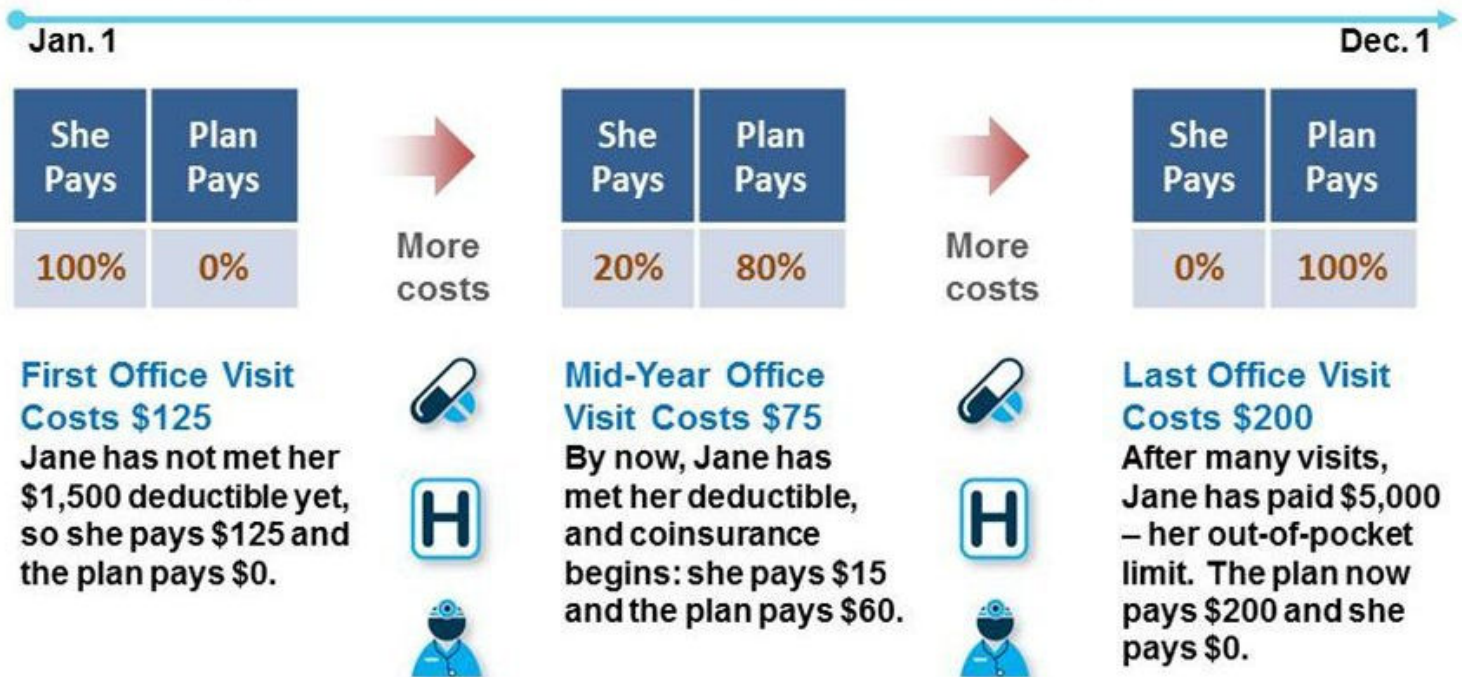 Jan. 1
Dec. 1
She
Pays
Plan
Pays
100%
0%
First Office Visit
Costs $125
Jane has not met her
$1,500 deductible yet,
so she pays $125 and
the plan pays $0.
More
costs
H
She
Pays
Plan
Pays
20%
80%
Mid-Year Office
Visit Costs $75
By now, Jane has
met her deductible,
and coinsurance
begins: she pays $15
and the plan pays $60.
More
costs
H
She
Pays
Plan
Pays
0%
100%
Last Office Visit
Costs $200
After many visits,
Jane has paid $5,000
– her out-of-pocket
limit. The plan now
pays $200 and she
pays $0.